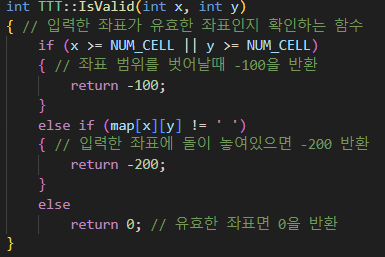 int TTT::IsValid(int x, int y)
{ // 입력한 좌표가 유효한 좌표인지 확인하는 함수
    if (x >= NUM_CELL || y >= NUM_CELL)
    { // 좌표 범위를 벗어날때 -100을 반환
        return -100;
    }
    else if (map[x][y] != ' ')
    { // 입력한 좌표에 돌이 놓여있으면 -200 반환
        return -200;
    }
    else
        return 0; // 유효한 좌표면 0을 반환
}